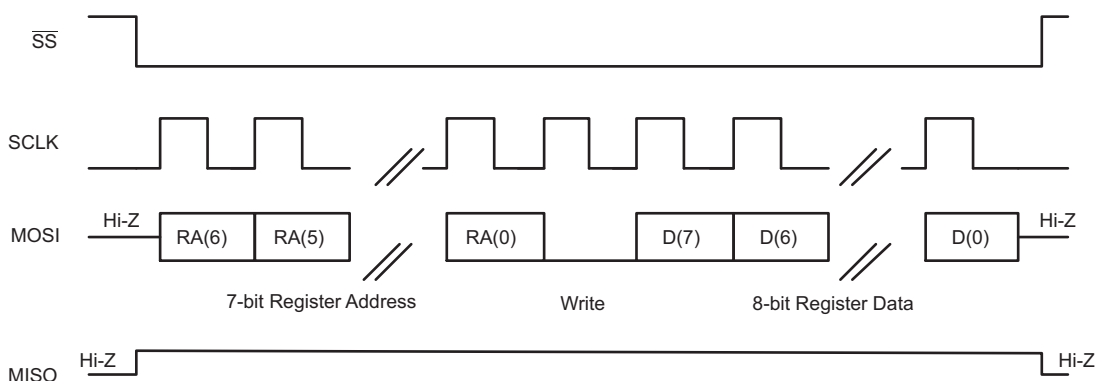 SS
SCLK
Hi-Z Hi-Z
MOSI RA(6) RA(5) RA(0) D(7) D(6) D(0)
7-bit Register Address Write 8-bit Register Data
Hi-Z Hi-Z
MISO